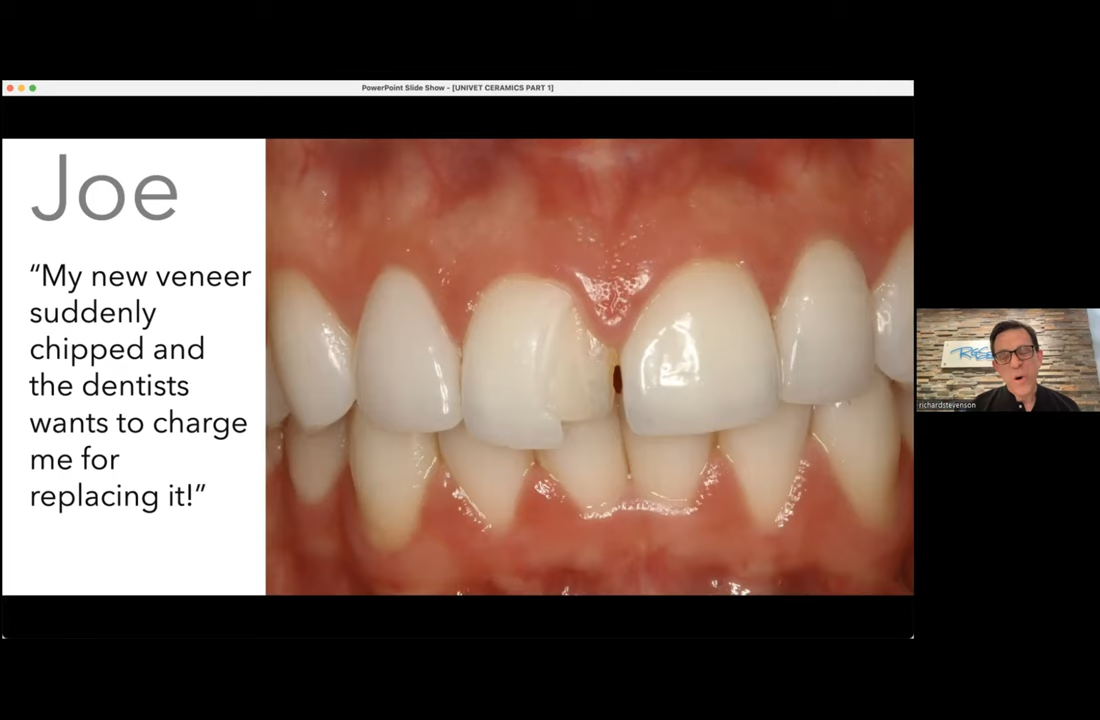 PowerPoint Slide Show - [UNIVET CERAMICS PART 1]
Joe
“My new veneer
suddenly
chipped and
the dentists
wants to charge
me for
replacing it!”
richardstevenson